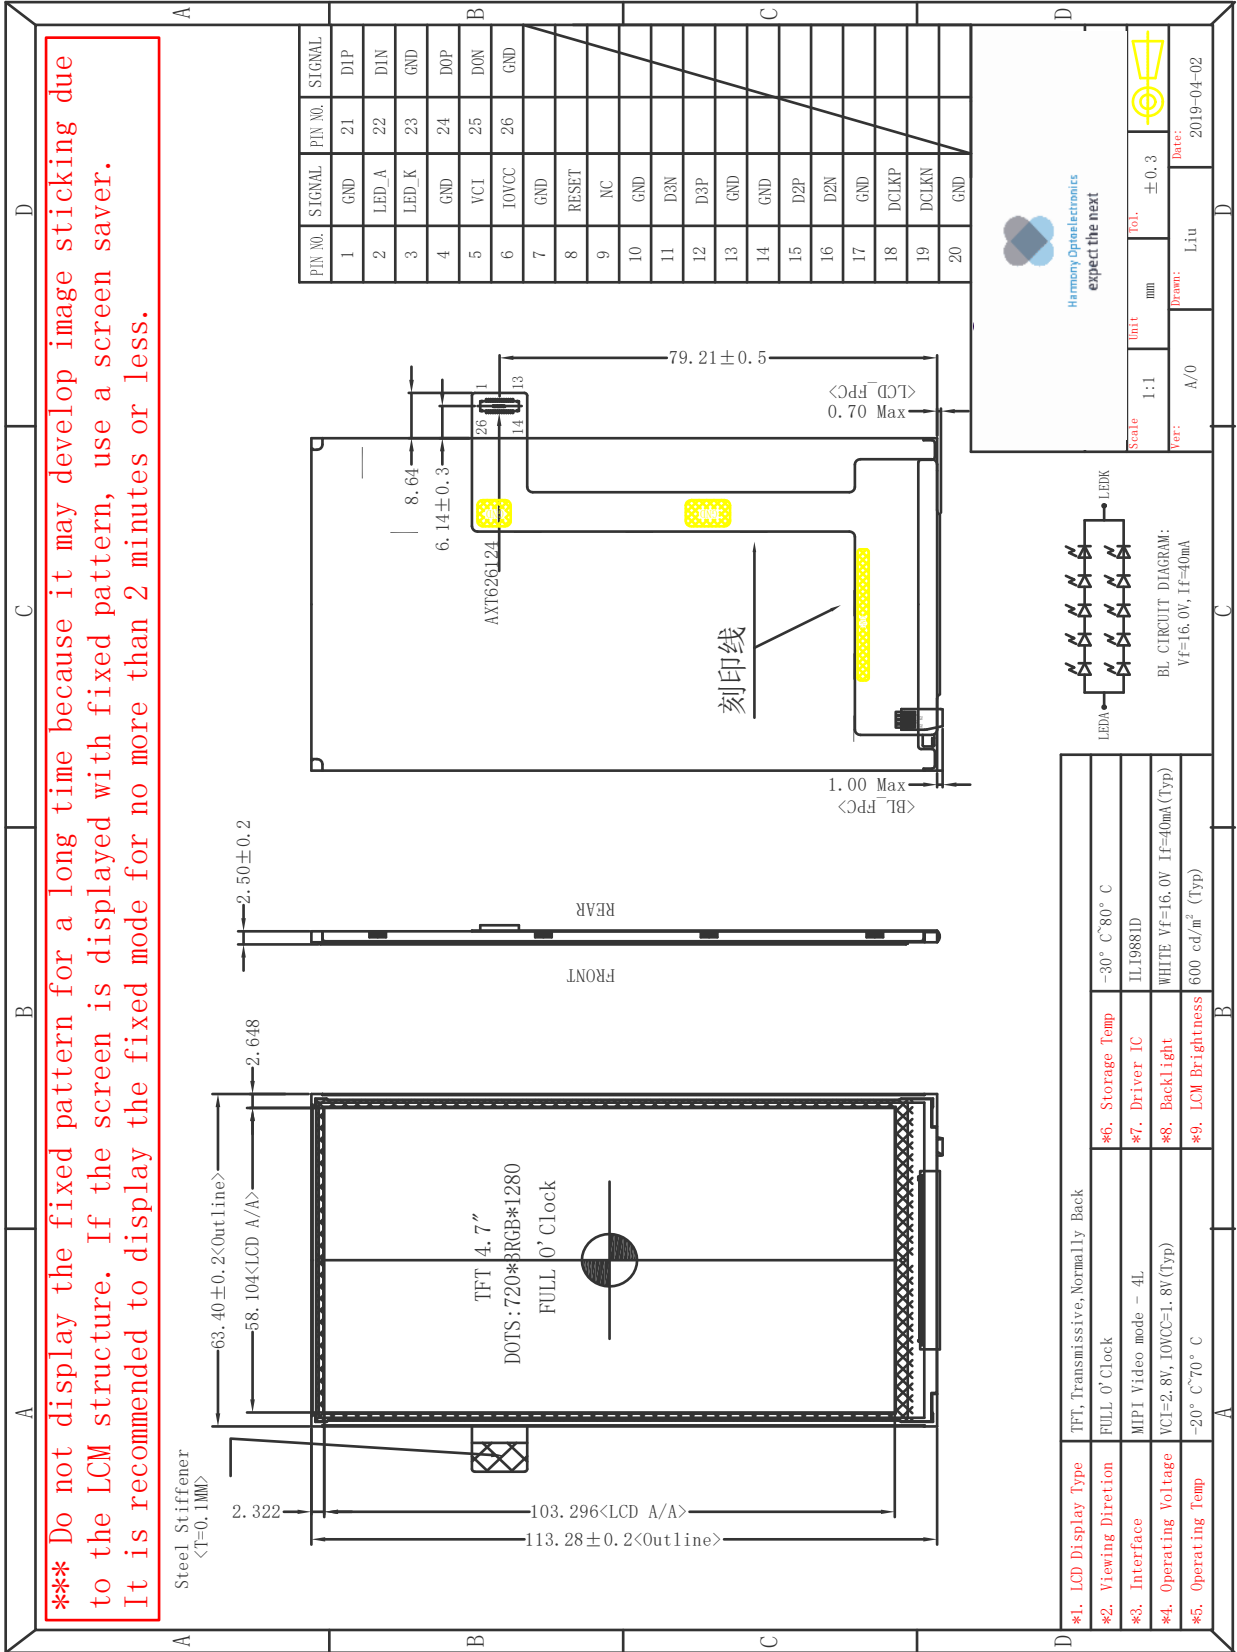 *** Do not display the fixed pattern for a long time because it may develop image sticking due
to the LCM structure. If the screen is displayed with fixed pattern, use a screen saver.
It is recommended to display the fixed mode for no more than 2 minutes or less.
A
B
C
D
A
B
C
D
Steel Stiffener
<T=0.1MM>
63.40±0.2<Outline>
58.104<LCD A/A>
2.648
2.322
103.296<LCD A/A>
113.28±0.2<Outline>
TFT 4.7"
DOTS:720*3RGB*1280
FULL O'Clock
2.50±0.2
FRONT
REAR
8.64
6.14±0.3
AXT626124
26
1
14
13
79.21±0.5
0.70 Max
<LCD_FPC>
1.00 Max
<BL_FPC>
刻印线
PIN NO. SIGNAL PIN NO. SIGNAL
1 GND 21 D1P
2 LED_A 22 D1N
3 LED_K 23 GND
4 GND 24 D0P
5 VCI 25 D0N
6 IOVCC 26 GND
7 GND
8 RESET
9 NC
10 GND
11 D3N
12 D3P
13 GND
14 GND
15 D2P
16 D2N
17 GND
18 DCLKP
19 DCLKN
20 GND
LEDA
LEDK
BL CIRCUIT DIAGRAM:
Vf=16.0V, If=40mA
*1. LCD Display Type TFT, Transmissive, Normally Back
*2. Viewing Diretion FULL O'Clock
*3. Interface MIPI Video mode - 4L
*4. Operating Voltage VCI=2.8V, IOVCC=1.8V(Typ)
*5. Operating Temp -20° C~70° C
*6. Storage Temp -30° C~80° C
*7. Driver IC ILI9881D
*8. Backlight WHITE Vf=16.0V If=40mA(Typ)
*9. LCM Brightness 600 cd/m² (Typ)
Harmony Optoelectronics
expect the next
Scale 1:1 Unit mm Tol. ±0.3
Ver: A/0 Drawn: Liu Date: 2019-04-02
A
B
C
D
A
B
C
D